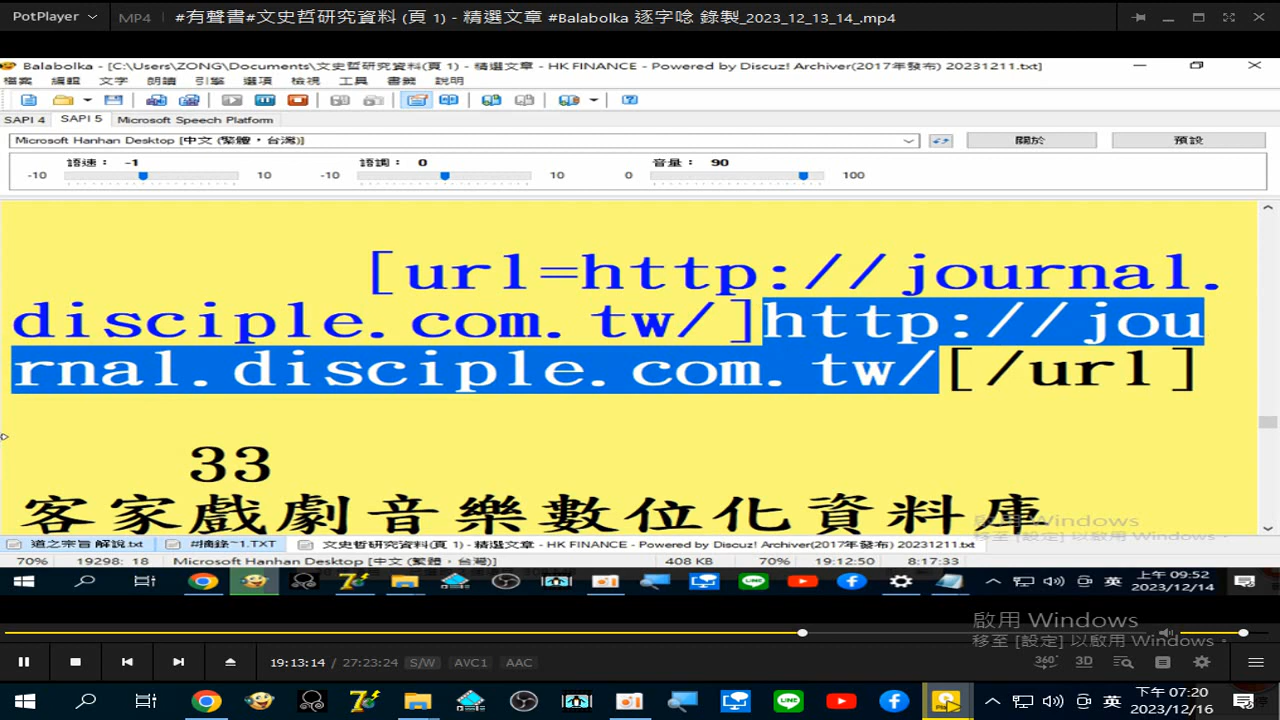 PotPlayer MP4 #有聲書#文史哲研究資料 (頁 1) - 精選文章 #Balabolka 逐字唸 錄製_2023_12_13_14_.mp4
Balabolka - [C:\Users\ZONG\Documents\文史哲研究資料(頁 1) - 精選文章 - HK FINANCE - Powered by Discuz! Archiver(2017年發布) 20231211.txt]
檔案 編輯 文字 朗讀 引擎 選項 檢視 工具 書籤 說明
SAPI 4 SAPI 5 Microsoft Speech Platform
Microsoft Hanhan Desktop [中文 (繁體，台灣)]
關於 預設
語速： -1 語調： 0 音量： 90
-10 10 -10 10 0 100
[url=http://journal.
disciple.com.tw/]http://jou
rnal.disciple.com.tw/[/url]
33
客家戲劇音樂數位化資料庫
啟用 Windows
移至 [設定] 以啟用 Windows。
道之宗旨 解說.txt #摘錄~1.TXT 文史哲研究資料(頁 1) - 精選文章 - HK FINANCE - Powered by Discuz! Archiver(2017年發布) 20231211.txt
70% 19298: 18 Microsoft Hanhan Desktop [中文 (繁體，台灣)] 408 KB 70% 19:12:50 8:17:33
英 上午 09:52
2023/12/14
啟用 Windows
移至 [設定] 以啟用 Windows。
19:13:14 / 27:23:24 S/W AVC1 AAC
360° 3D
英 下午 07:20
2023/12/16